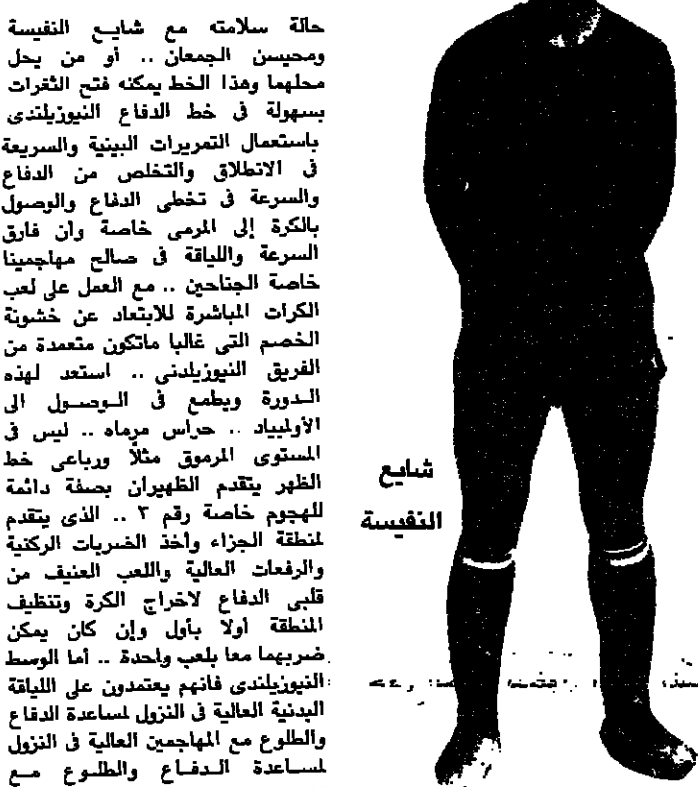 حالة سلامته مع شايع النفيسة
ومحيسن الجمعان .. أو من يحل
محلهما وهذا الخط يمكنه فتح الثغرات
بسهولة فى خط الدفاع النيوزيلندى
باستعمال التمريرات البينية والسريعة
فى الانطلاق والتخلص من الدفاع
والسرعة فى تخطى الدفاع والوصول
بالكرة إلى المرمى خاصة وان فارق
السرعة واللياقة فى صالح مهاجمينا
خاصة الجناحين .. مع العمل على لعب
الكرات المباشرة للابتعاد عن خشونة
الخصم التى غالبا ماتكون متعمدة من
الفريق النيوزيلدنى .. استعد لهذه
الدورة ويطمع فى الوصول الى
الأولمبياد .. حراس مرماه .. ليس فى
المستوى المرموق مثلاً ورباعى خط
الظهر يتقدم الظهيران بصفة دائمة
للهجوم خاصة رقم ٣ .. الذى يتقدم
لمنطقة الجزاء وأخذ الضربات الركنية
والرفعات العالية واللعب العنيف من
قلبى الدفاع لاخراج الكرة وتنظيف
المنطقة أولا بأول وإن كان يمكن
ضربهما معا بلعب واحدة .. أما الوسط
النيوزيلندى فانهم يعتمدون على اللياقة
البدنية العالية فى النزول لمساعدة الدفاع
والطلوع مع المهاجمين العالية فى النزول
لمساعدة الدفاع والطلوع مع
شايع
النفيسة